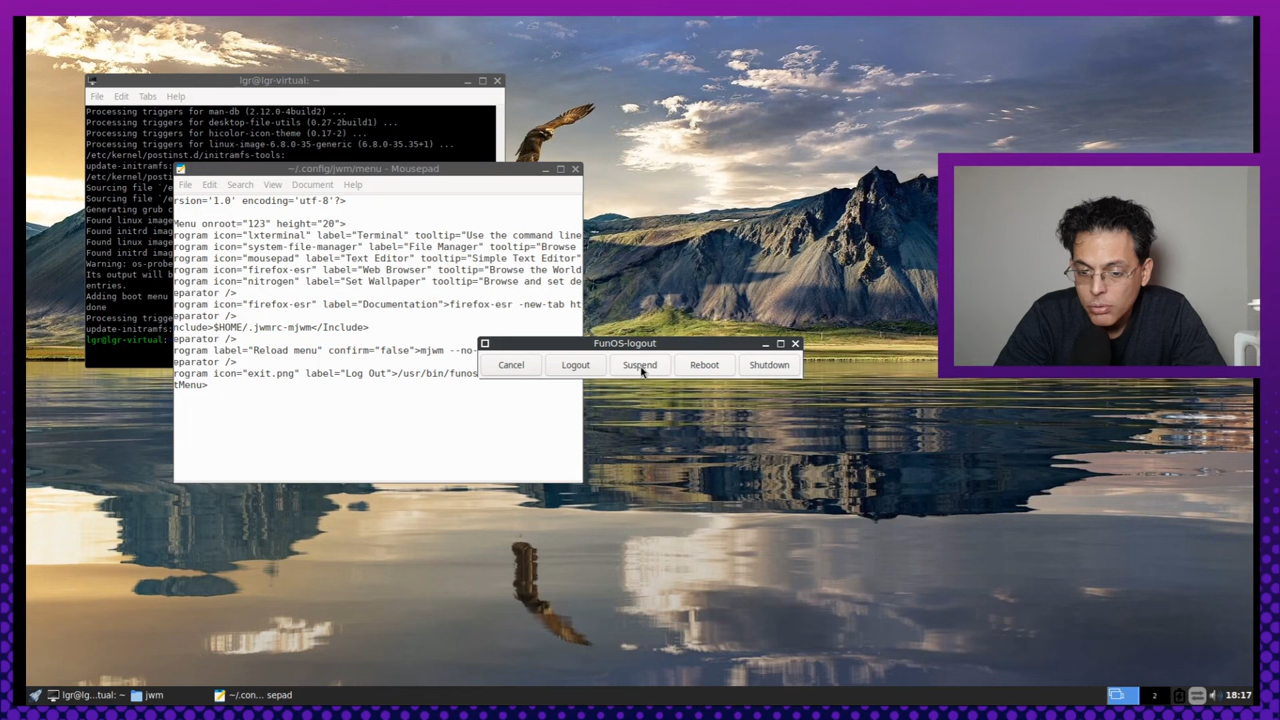 lgr@lgr-virtual: ~
File Edit Tabs Help
Processing triggers for man-db (2.12.0-4build2) ...
Processing triggers for desktop-file-utils (0.27-2build1) ...
Processing triggers for hicolor-icon-theme (0.17-2) ...
Processing triggers for linux-image-6.8.0-35-generic (6.8.0-35.35+1) ...
/etc/kernel/postinst.d/initramfs-tools:
update-initramfs:
/etc/kernel/pos
Sourcing file `/e
Sourcing file `/e
Generating grub c
Found linux image
Found initrd imag
Found linux image
Found initrd imag
Warning: os-probe
Its output will b
entries.
Adding boot menu
done
Processing trigge
update-initramfs:
lgr@lgr-virtual:
~/.config/jwm/menu - Mousepad
File Edit Search View Document Help
rsion='1.0' encoding='utf-8'?>
Menu onroot="123" height="20">
rogram icon="lxterminal" label="Terminal" tooltip="Use the command line
rogram icon="system-file-manager" label="File Manager" tooltip="Browse
rogram icon="mousepad" label="Text Editor" tooltip="Simple Text Editor"
rogram icon="firefox-esr" label="Web Browser" tooltip="Browse the World
rogram icon="nitrogen" label="Set Wallpaper" tooltip="Browse and set de
eparator />
rogram icon="firefox-esr" label="Documentation">firefox-esr -new-tab ht
eparator />
nclude>$HOME/.jwmrc-mjwm</Include>
eparator />
rogram label="Reload menu" confirm="false">mjwm --no-
eparator />
rogram icon="exit.png" label="Log Out">/usr/bin/funos
tMenu>
FunOS-logout
Cancel Logout Suspend Reboot Shutdown
lgr@lg...tual: ~ jwm ~/.con... sepad 2 18:17